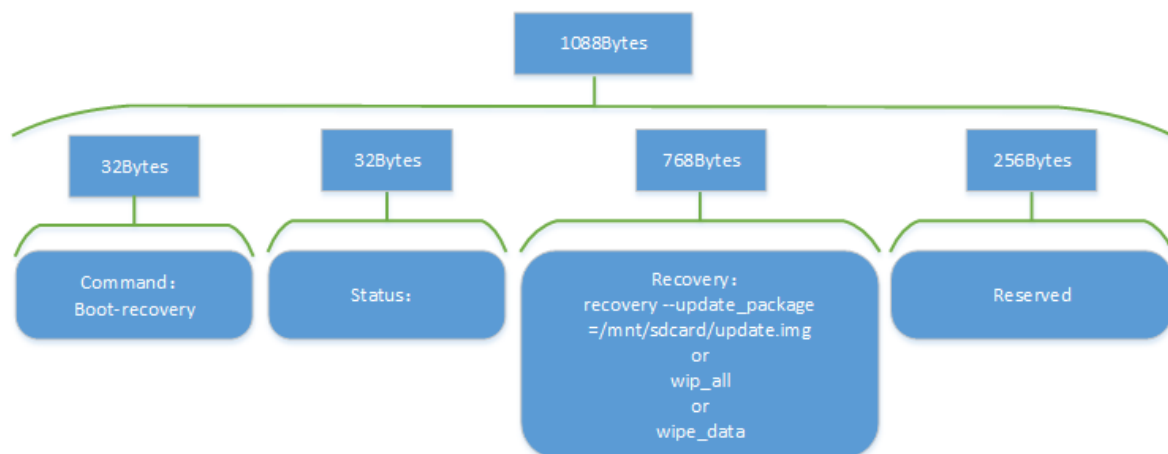 1088Bytes
32Bytes
32Bytes
768Bytes
256Bytes
Command：
Boot-recovery
Status：
Recovery：
recovery --update_package
=/mnt/sdcard/update.img
or
wip_all
or
wipe_data
Reserved